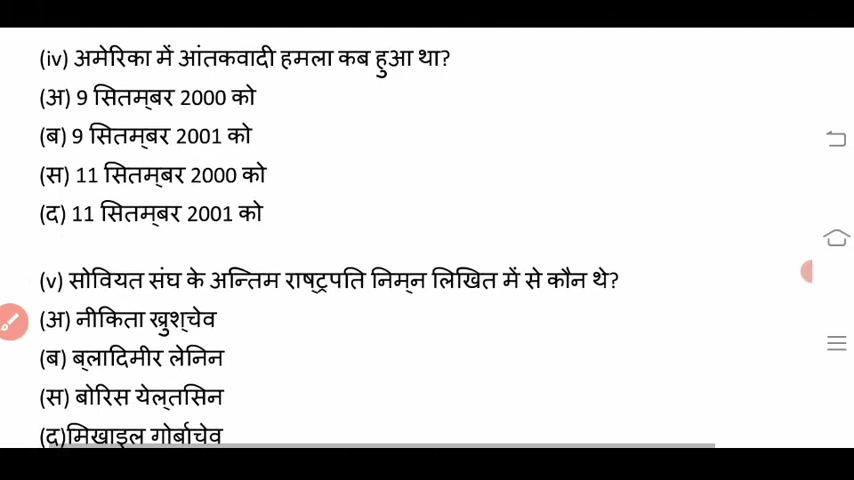 (iv) अमेरिका में आंतकवादी हमला कब हुआ था?
(अ) 9 सितम्बर 2000 को
(ब) 9 सितम्बर 2001 को
(स) 11 सितम्बर 2000 को
(द) 11 सितम्बर 2001 को
(v) सोवियत संघ के अन्तिम राष्ट्रपति निम्न लिखित में से कौन थे?
(अ) नीकिता ख्रुश्चेव
(ब) ब्लादिमीर लेनिन
(स) बोरिस येल्तसिन
(द)मिखाइल गोर्बाचेव